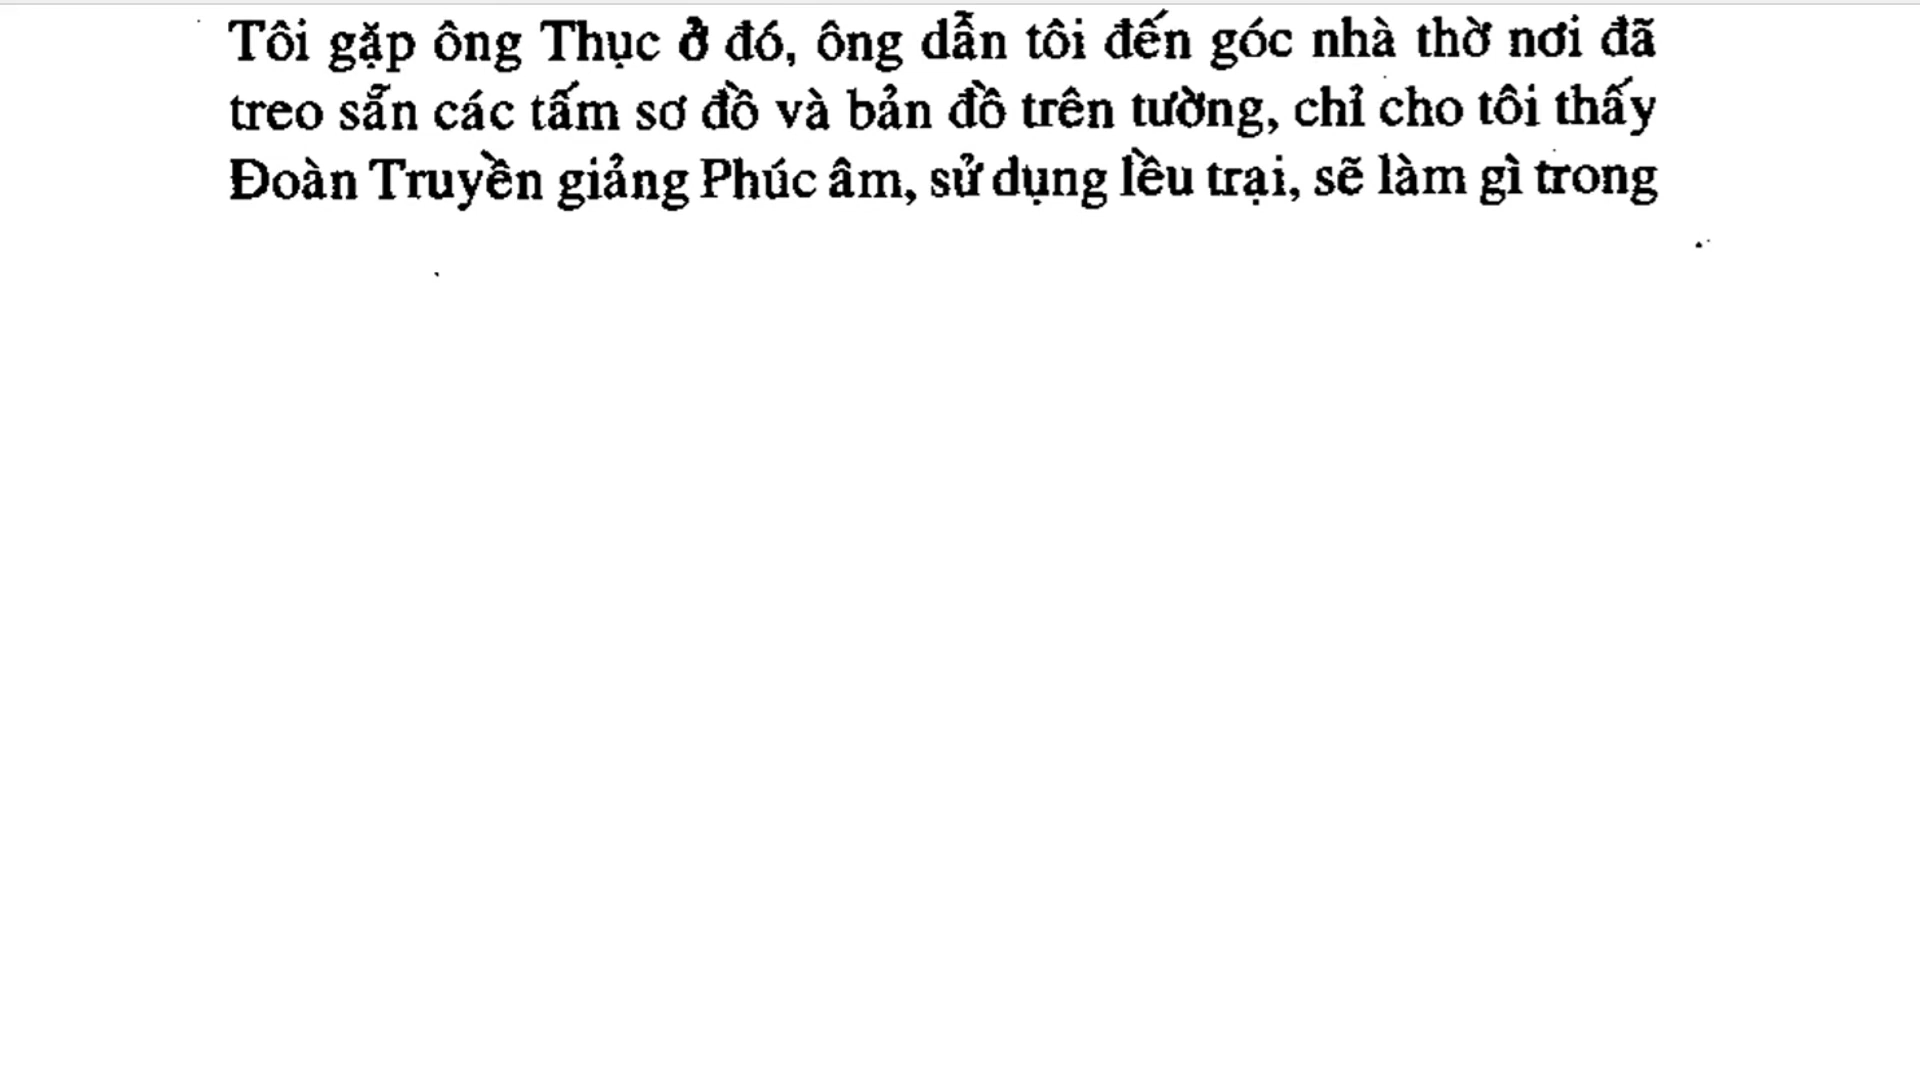 Tôi gặp ông Thục ở đó, ông dẫn tôi đến góc nhà thờ nơi đã
treo sẵn các tấm sơ đồ và bản đồ trên tường, chỉ cho tôi thấy
Đoàn Truyền giảng Phúc âm, sử dụng lều trại, sẽ làm gì trong